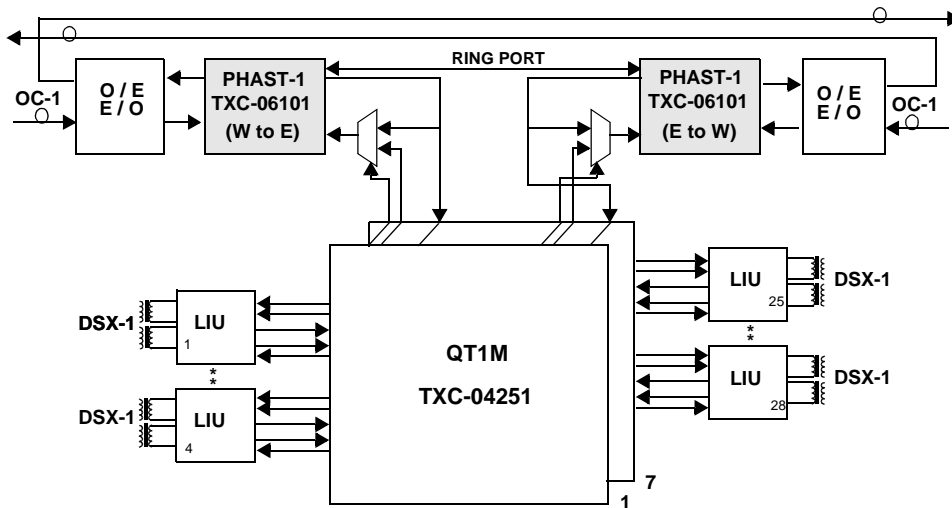 RING PORT
OC-1
O / E
E / O
PHAST-1
TXC-06101
(W to E)
PHAST-1
TXC-06101
(E to W)
O / E
E / O
OC-1
DSX-1
LIU
1
**
DSX-1
LIU
4
QT1M
TXC-04251
LIU
25
DSX-1
**
LIU
28
DSX-1
7
1